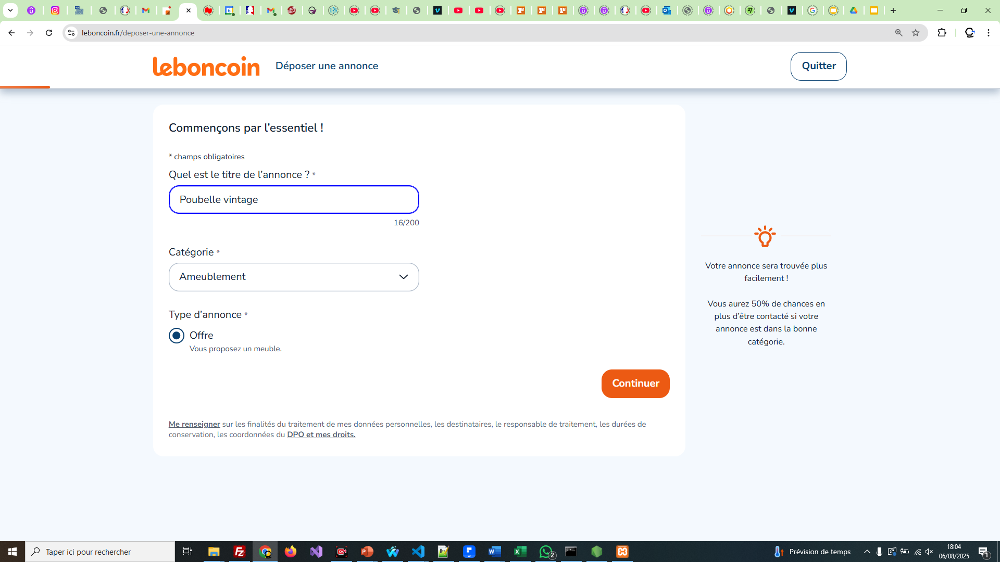 leboncoin.fr/deposer-une-annonce
leboncoin
Déposer une annonce
Quitter
Commençons par l’essentiel !
* champs obligatoires
Quel est le titre de l’annonce ? *
Poubelle vintage
16/200
Catégorie *
Ameublement
Type d’annonce *
Offre
Vous proposez un meuble.
Continuer
Me renseigner sur les finalités du traitement de mes données personnelles, les destinataires, le responsable de traitement, les durées de
conservation, les coordonnées du DPO et mes droits.
Votre annonce sera trouvée plus
facilement !
Vous aurez 50% de chances en
plus d’être contacté si votre
annonce est dans la bonne
catégorie.
Taper ici pour rechercher
2
Prévision de temps
18:04
06/08/2025
1